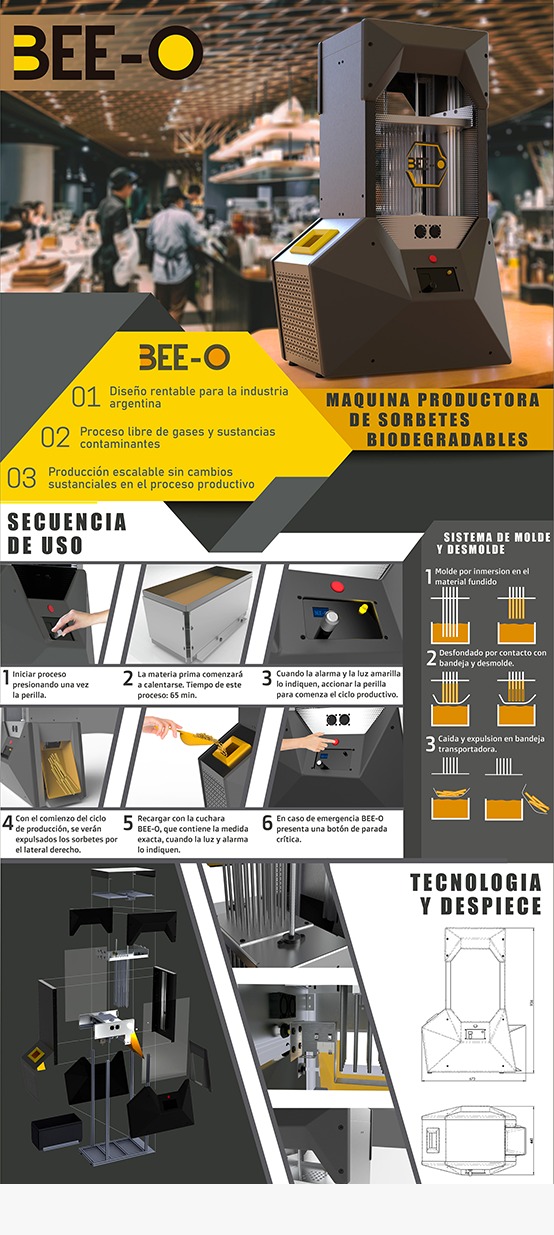 BEE-O
BEE-O
BEE-O
01 Diseño rentable para la industria
argentina
02 Proceso libre de gases y sustancias
contaminantes
03 Producción escalable sin cambios
sustanciales en el proceso productivo
MAQUINA PRODUCTORA
DE SORBETES
BIODEGRADABLES
SECUENCIA
DE USO
1 Iniciar proceso
presionando una vez
la perilla.
2 La materia prima comenzará
a calentarse. Tiempo de este
proceso: 65 min.
3 Cuando la alarma y la luz amarilla
lo indiquen, accionar la perilla
para comenza el ciclo productivo.
4 Con el comienzo del ciclo
de producción, se verán
expulsados los sorbetes por
el lateral derecho.
5 Recargar con la cuchara
BEE-O, que contiene la medida
exacta, cuando la luz y alarma
lo indiquen.
6 En caso de emergencia BEE-O
presenta una botón de parada
crítica.
SISTEMA DE MOLDE
Y DESMOLDE
1 Molde por inmersion en el
material fundido
2 Desfondado por contacto con
bandeja y desmolde.
3 Caida y expulsion en bandeja
transportadora.
TECNOLOGIA
Y DESPIECE